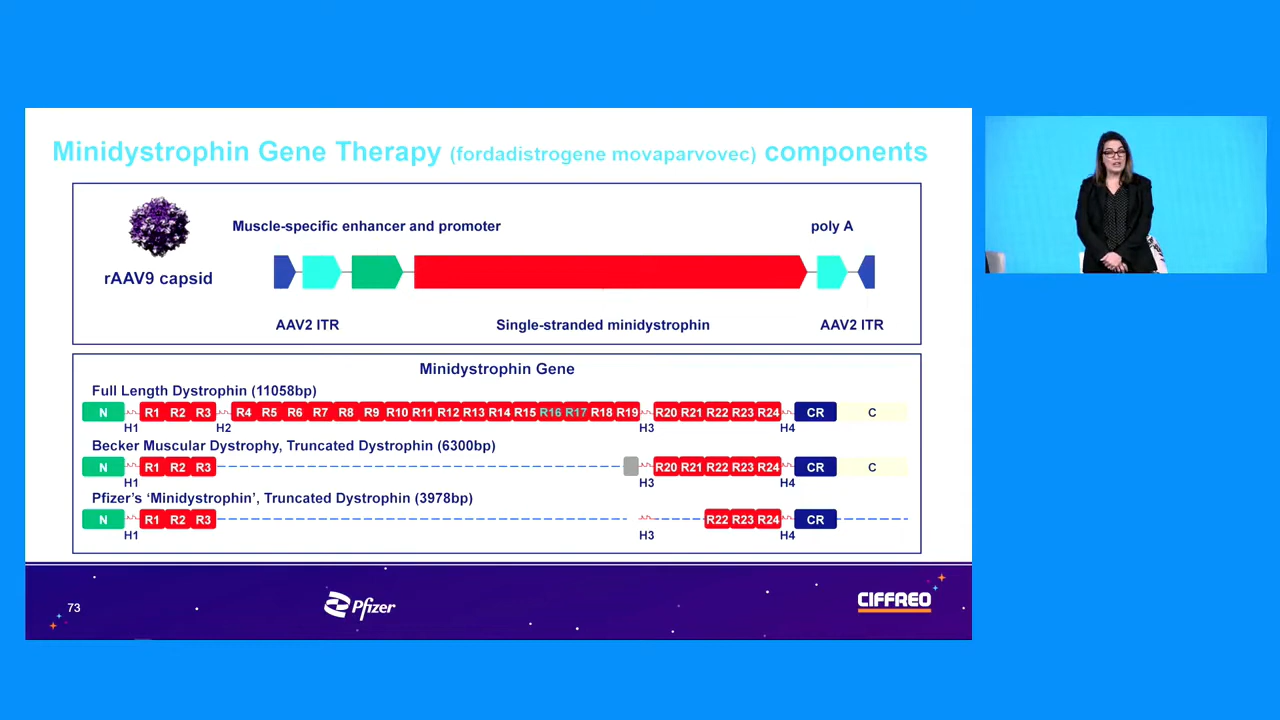 Minidystrophin Gene Therapy (fordadistrogene movaparvovec) components
Muscle-specific enhancer and promoter
poly A
rAAV9 capsid
AAV2 ITR
Single-stranded minidystrophin
AAV2 ITR
Minidystrophin Gene
Full Length Dystrophin (11058bp)
N R1 R2 R3 R4 R5 R6 R7 R8 R9 R10 R11 R12 R13 R14 R15 R16 R17 R18 R19 R20 R21 R22 R23 R24 CR C
H1 H2 H3 H4
Becker Muscular Dystrophy, Truncated Dystrophin (6300bp)
N R1 R2 R3 R20 R21 R22 R23 R24 CR C
H1 H3 H4
Pfizer's ‘Minidystrophin’, Truncated Dystrophin (3978bp)
N R1 R2 R3 R22 R23 R24 CR
H1 H3 H4
73
Pfizer
CIFFREO